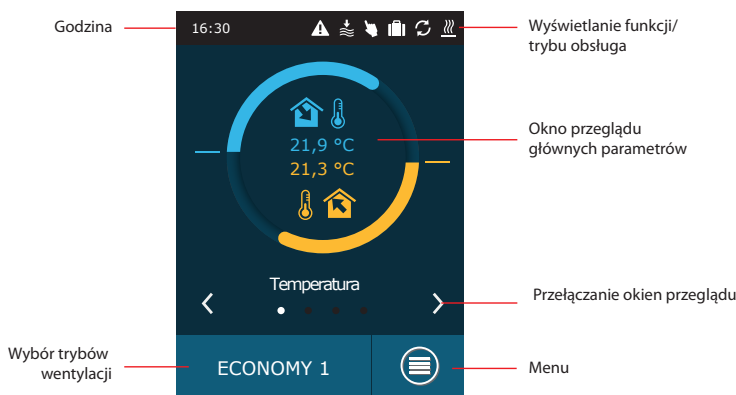 Godzina
16:30
Wyświetlanie funkcji/
trybu obsługa
21,9 °C
21,3 °C
Okno przeglądu
głównych parametrów
Temperatura
Przełączanie okien przeglądu
Wybór trybów
wentylacji
ECONOMY 1
Menu